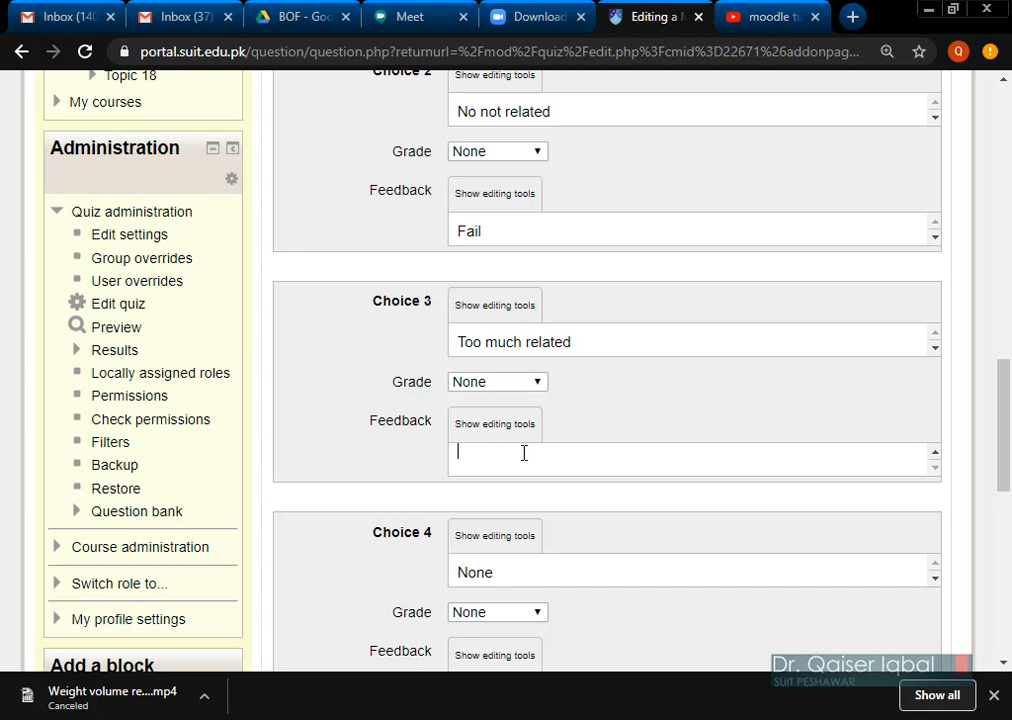 Inbox (140
Inbox (37)
BOF - Goo
Meet
Download
Editing a M
moodle tu
portal.suit.edu.pk/question/question.php?returnurl=%2Fmod%2Fquiz%2Fedit.php%3Fcmid%3D22671%26addonpag...
Q
Topic 18
My courses
Administration
Quiz administration
Edit settings
Group overrides
User overrides
Edit quiz
Preview
Results
Locally assigned roles
Permissions
Check permissions
Filters
Backup
Restore
Question bank
Course administration
Switch role to...
My profile settings
Add a block
Choice 2
Show editing tools
No not related
Grade
None
Feedback
Show editing tools
Fail
Choice 3
Show editing tools
Too much related
Grade
None
Feedback
Show editing tools
Choice 4
Show editing tools
None
Grade
None
Feedback
Show editing tools
Dr. Qaiser Iqbal
SUIT PESHAWAR
Weight volume re....mp4
Canceled
Show all